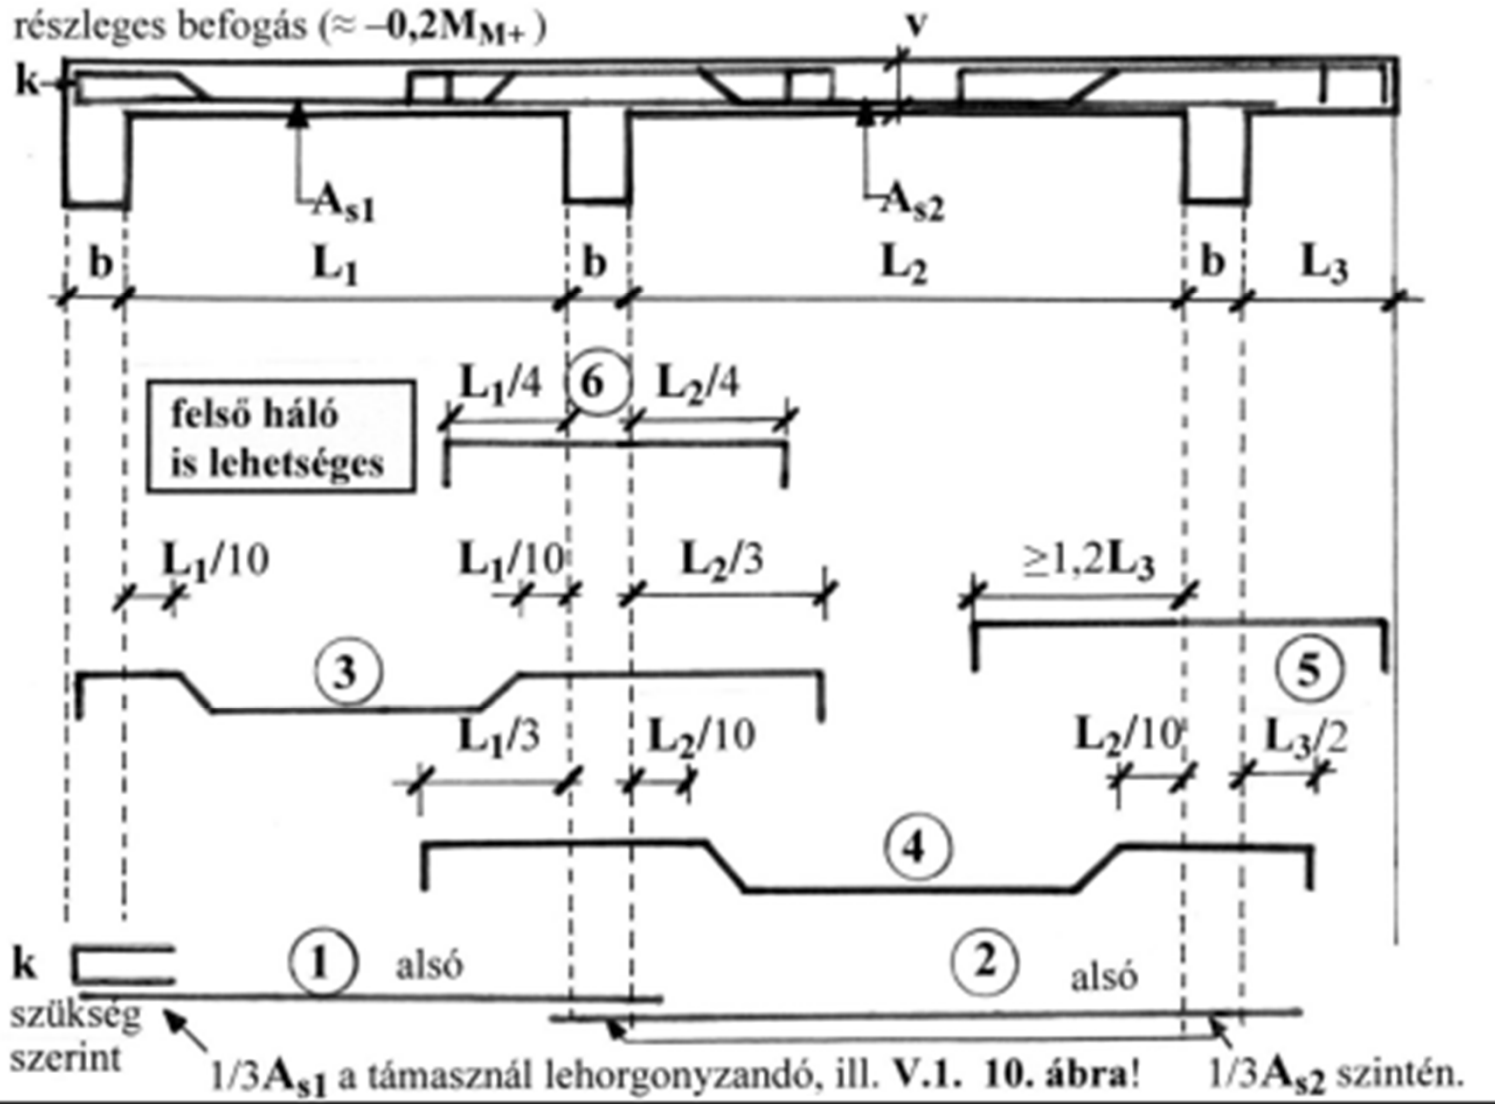 részleges befogás (≈ –0,2M_M+ )
v
k
A_s1
A_s2
b
L_1
b
L_2
b
L_3
L_1/4
6
L_2/4
felső háló
is lehetséges
L_1/10
L_1/10
L_2/3
≥1,2L_3
3
5
L_1/3
L_2/10
L_2/10
L_3/2
4
k
1
alsó
2
alsó
szükség
szerint
1/3A_s1 a támasznál lehorgonyzandó, ill. V.1. 10. ábra!
1/3A_s2 szintén.